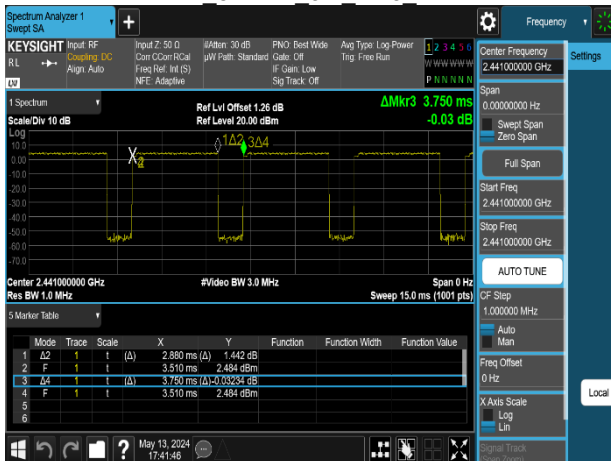 Spectrum Analyzer 1
Swept SA
+
Frequency
KEYSIGHT
RL
LXI
Input: RF
Coupling: DC
Align: Auto
Input Z: 50 Ω
Corr CCorr RCal
Freq Ref: Int (S)
NFE: Adaptive
#Atten: 30 dB
µW Path: Standard
PNO: Best Wide
Gate: Off
IF Gain: Low
Sig Track: Off
Avg Type: Log-Power
Trig: Free Run
1 2 3 4 5 6
W W W W W W
P N N N N N
1 Spectrum
Scale/Div 10 dB
Ref Lvl Offset 1.26 dB
Ref Level 20.00 dBm
ΔMkr3 3.750 ms
-0.03 dB
Log
10.0
0.00
-10.0
-20.0
-30.0
-40.0
-50.0
-60.0
-70.0
X2
1Δ2
3Δ4
Center 2.441000000 GHz
Res BW 1.0 MHz
#Video BW 3.0 MHz
Span 0 Hz
Sweep 15.0 ms (1001 pts)
5 Marker Table
Mode Trace Scale X Y Function Function Width Function Value
1 Δ2 1 t (Δ) 2.880 ms (Δ) 1.442 dB
2 F 1 t 3.510 ms 2.484 dBm
3 Δ4 1 t (Δ) 3.750 ms (Δ) -0.03234 dB
4 F 1 t 3.510 ms 2.484 dBm
5
6
?
May 13, 2024
17:41:46
Center Frequency
2.441000000 GHz
Settings
Span
0.00000000 Hz
Swept Span
Zero Span
Full Span
Start Freq
2.441000000 GHz
Stop Freq
2.441000000 GHz
AUTO TUNE
CF Step
1.000000 MHz
Auto
Man
Freq Offset
0 Hz
Local
X Axis Scale
Log
Lin
Signal Track
(Span Zoom)